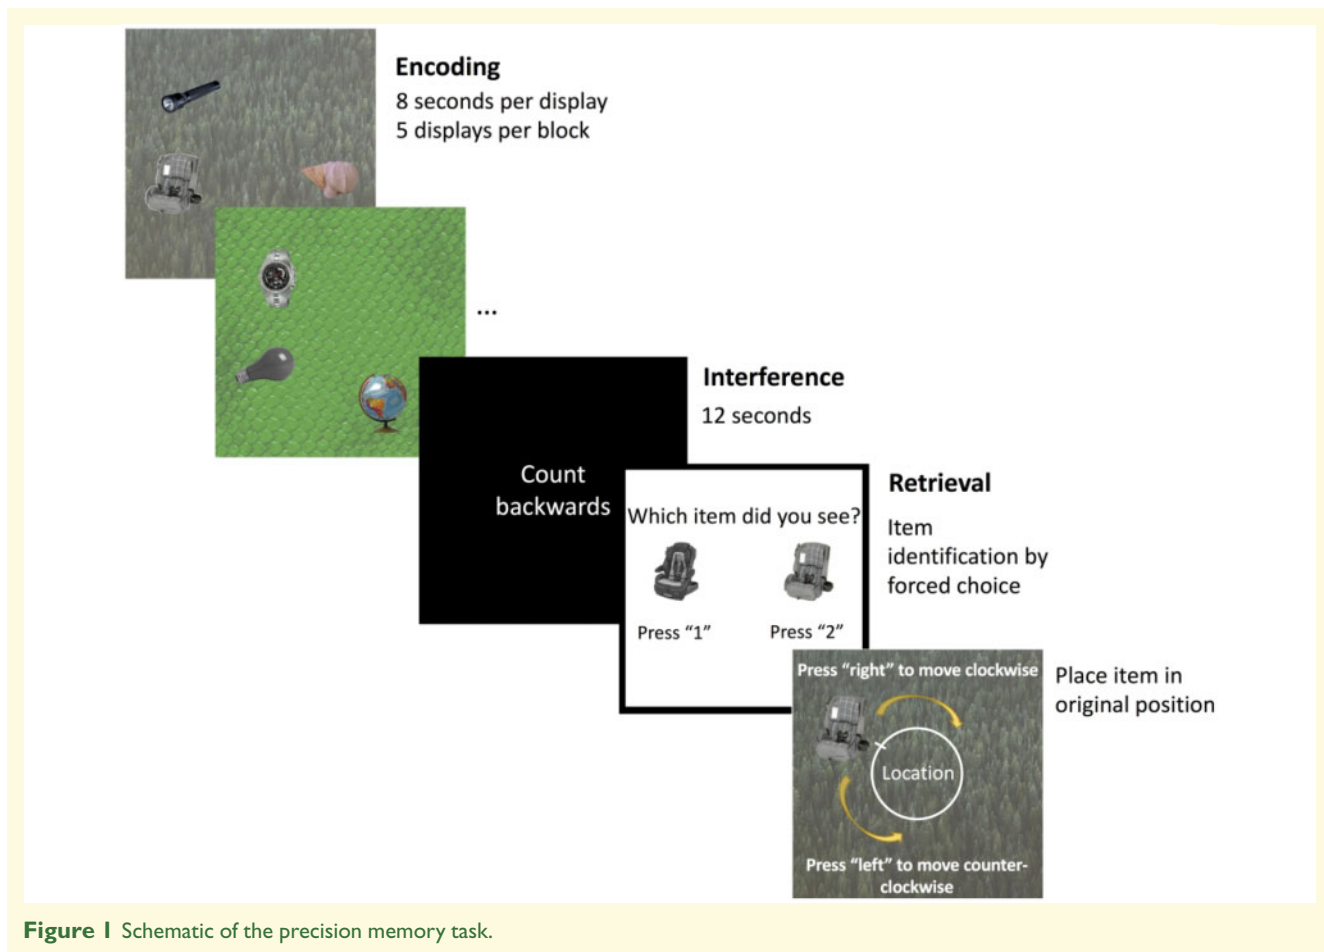 Encoding
8 seconds per display
5 displays per block
...
Interference
12 seconds
Count
backwards
Retrieval
Which item did you see?
Item
identification by
forced choice
Press “1”
Press “2”
Press “right” to move clockwise
Place item in
original position
Location
Press “left” to move counter-
clockwise
Figure 1 Schematic of the precision memory task.